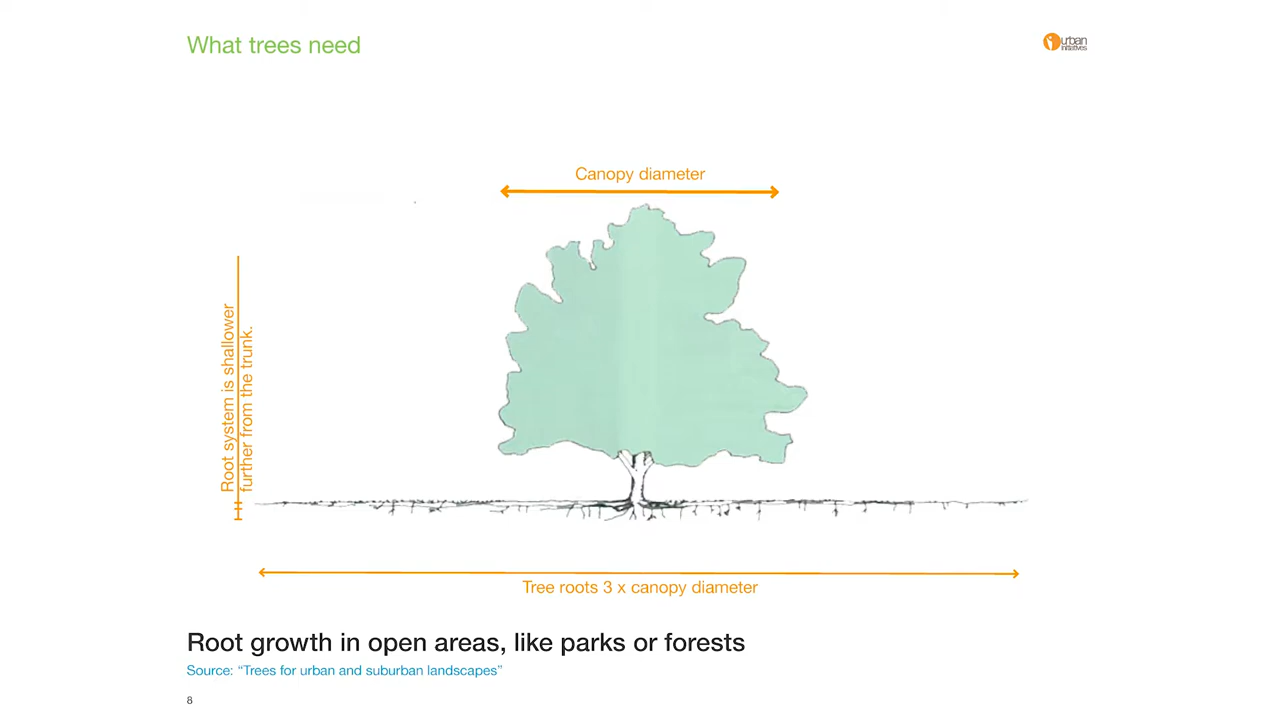 What trees need
urban
initiatives
Canopy diameter
Root system is shallower
further from the trunk.
Tree roots 3 x canopy diameter
Root growth in open areas, like parks or forests
Source: “Trees for urban and suburban landscapes”
8